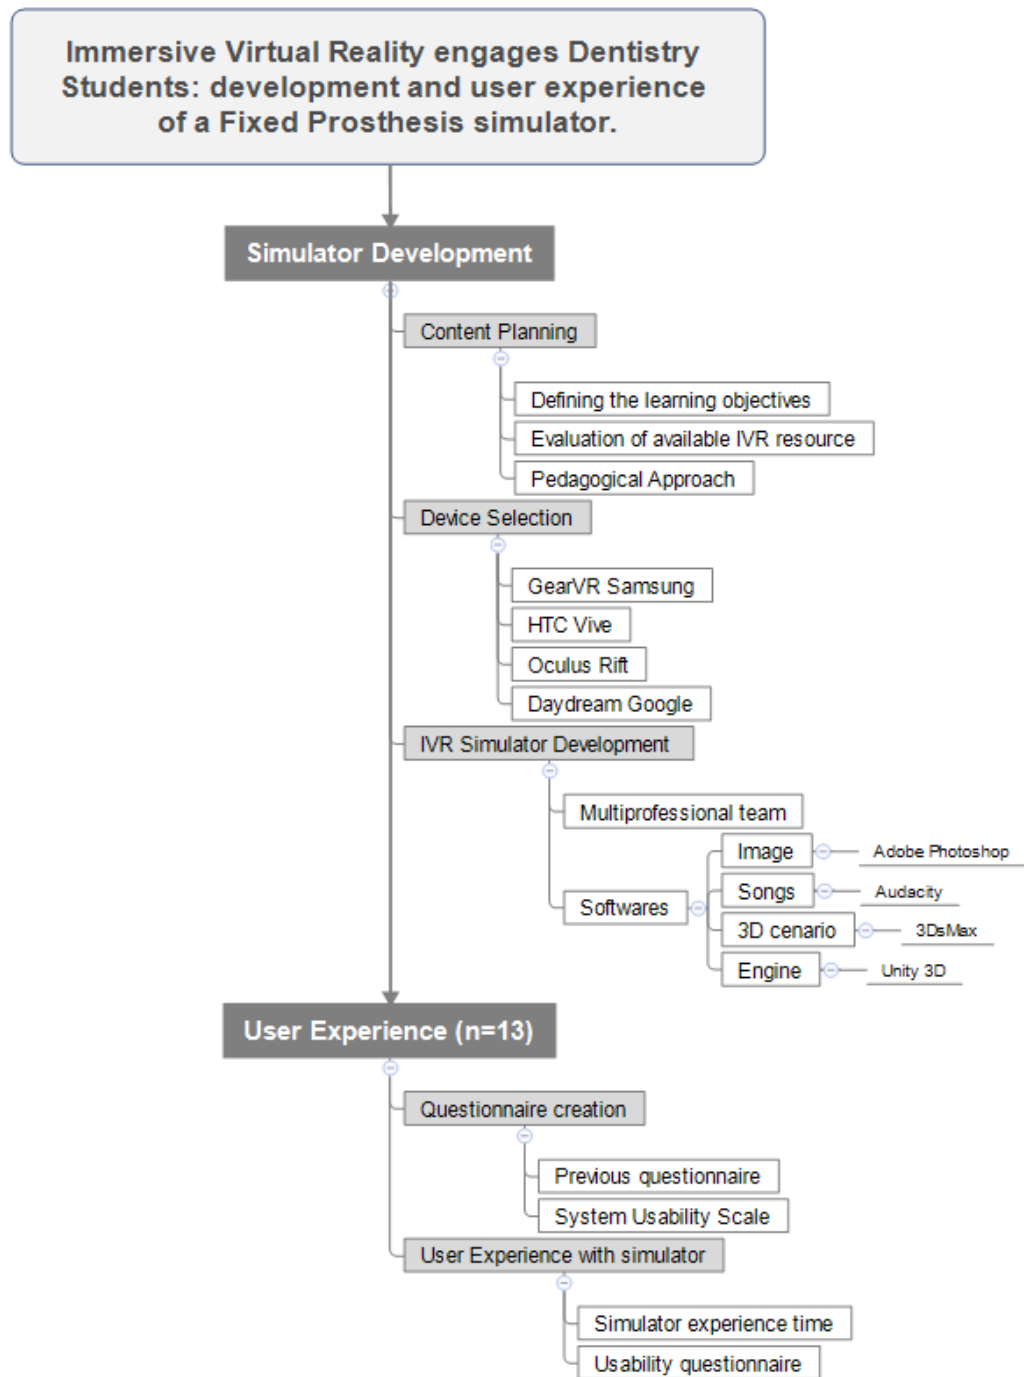 Immersive Virtual Reality engages Dentistry
Students: development and user experience
of a Fixed Prosthesis simulator.
Simulator Development
Content Planning
Defining the learning objectives
Evaluation of available IVR resource
Pedagogical Approach
Device Selection
GearVR Samsung
HTC Vive
Oculus Rift
Daydream Google
IVR Simulator Development
Multiprofessional team
Softwares
Image
Adobe Photoshop
Songs
Audacity
3D cenario
3DsMax
Engine
Unity 3D
User Experience (n=13)
Questionnaire creation
Previous questionnaire
System Usability Scale
User Experience with simulator
Simulator experience time
Usability questionnaire